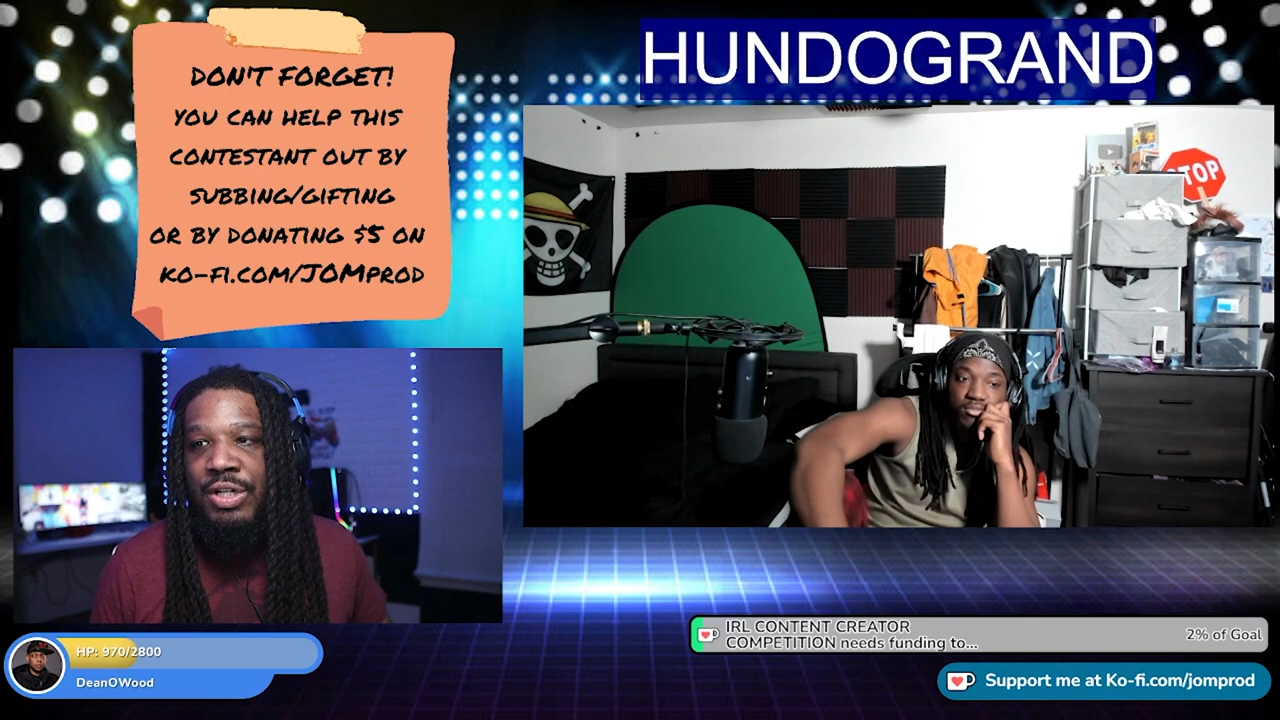 DON'T FORGET!
YOU CAN HELP THIS
CONTESTANT OUT BY
SUBBING/GIFTING
OR BY DONATING $5 ON
KO-FI.COM/JOMPROD
HUNDOGRAND
STOP
HP: 970/2800
DeanOWood
IRL CONTENT CREATOR
COMPETITION needs funding to...
2% of Goal
Support me at Ko-fi.com/jomprod